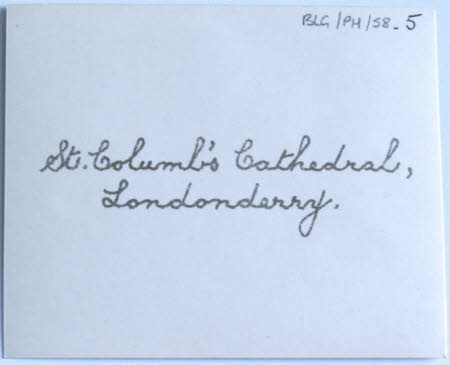 BLG/PH/58-5
St. Columb's Cathedral,
Londonderry.